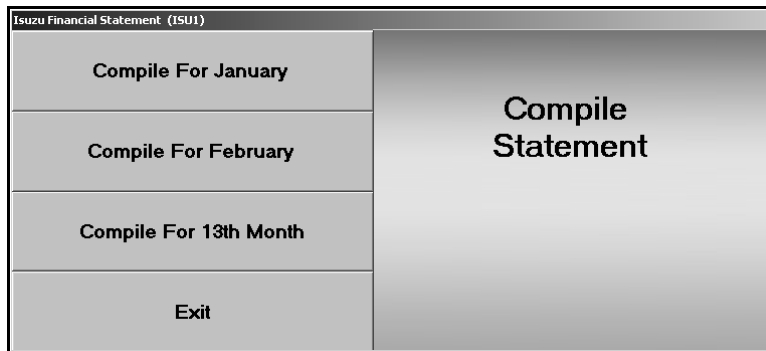 Isuzu Financial Statement (ISU1)
Compile For January
Compile For February
Compile For 13th Month
Exit
Compile
Statement